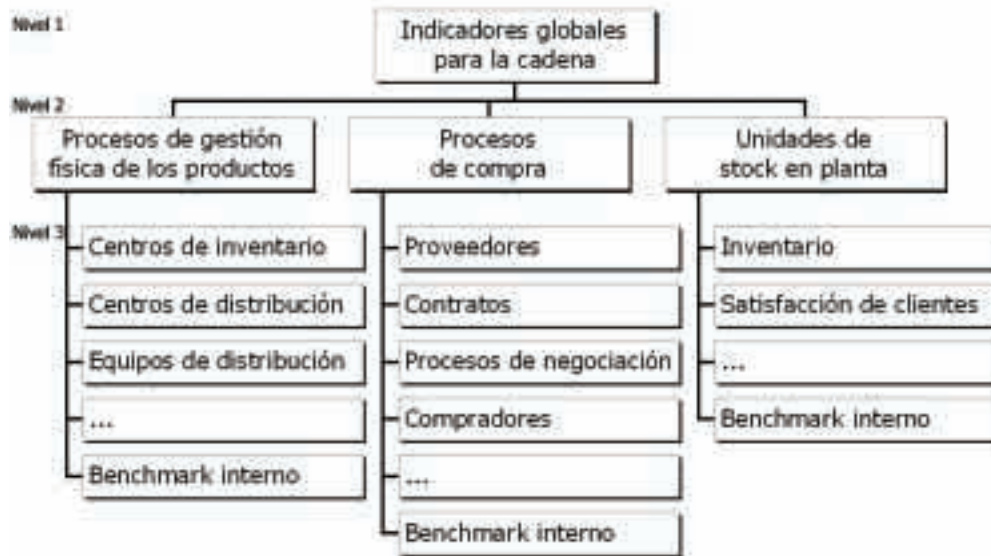 Nivel 1
Indicadores globales
para la cadena
Nivel 2
Procesos de gestión
física de los productos
Procesos
de compra
Unidades de
stock en planta
Nivel 3
Centros de inventario
Centros de distribución
Equipos de distribución
...
Benchmark interno
Proveedores
Contratos
Procesos de negociación
Compradores
...
Benchmark interno
Inventario
Satisfacción de clientes
...
Benchmark interno